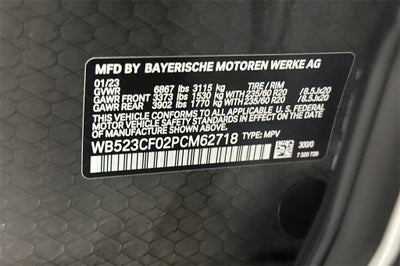 MFD BY BAYERISCHE MOTOREN WERKE AG
01/23 TIRE / RIM
GVWR 6867 lbs 3115 kg
GAWR FRONT 3373 lbs 1530 kg WITH 235/60 R20 /8.5Jx20
GAWR REAR 3902 lbs 1770 kg WITH 235/60 R20 /8.5Jx20
THIS VEHICLE CONFORMS TO ALL APPLICABLE U.S. FEDERAL
MOTOR VEHICLE SAFETY STANDARDS IN EFFECT ON THE DATE
OF MANUFACTURE SHOWN ABOVE.
WB523CF02PCM62718 TYPE: MPV
300/0